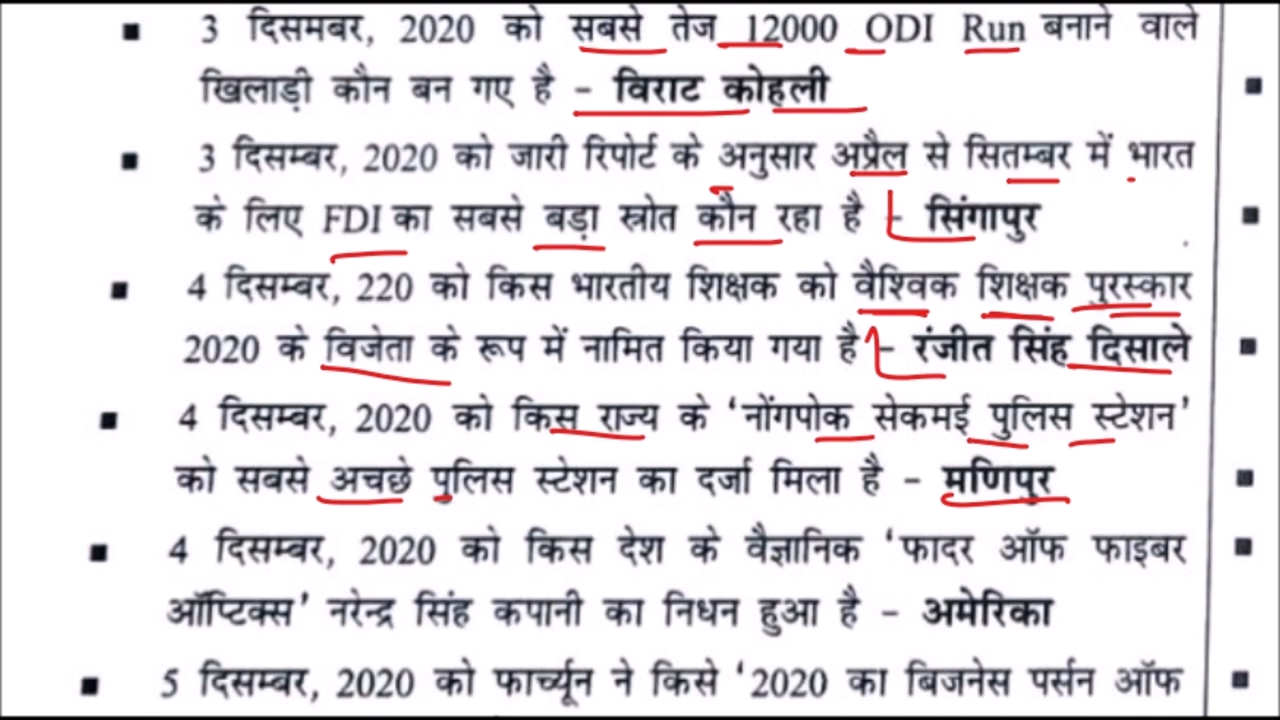 ▪ 3 दिसमबर, 2020 को सबसे तेज 12000 ODI Run बनाने वाले
खिलाड़ी कौन बन गए है - विराट कोहली
▪ 3 दिसम्बर, 2020 को जारी रिपोर्ट के अनुसार अप्रैल से सितम्बर में भारत
के लिए FDI का सबसे बड़ा स्त्रोत कौन रहा है - सिंगापुर
▪ 4 दिसम्बर, 220 को किस भारतीय शिक्षक को वैश्विक शिक्षक पुरस्कार
2020 के विजेता के रूप में नामित किया गया है - रंजीत सिंह दिसाले
▪ 4 दिसम्बर, 2020 को किस राज्य के 'नोंगपोक सेकमई पुलिस स्टेशन'
को सबसे अचछे पुलिस स्टेशन का दर्जा मिला है - मणिपुर
▪ 4 दिसम्बर, 2020 को किस देश के वैज्ञानिक 'फादर ऑफ फाइबर
ऑप्टिक्स' नरेन्द्र सिंह कपानी का निधन हुआ है - अमेरिका
▪ 5 दिसम्बर, 2020 को फार्च्यून ने किसे '2020 का बिजनेस पर्सन ऑफ